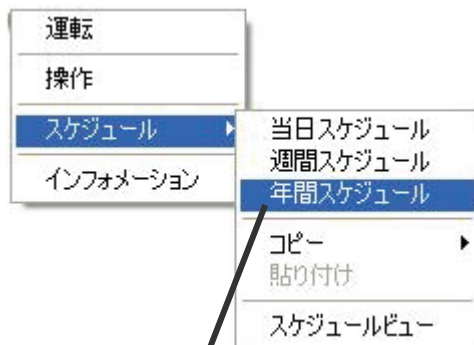 運転
操作
スケジュール
インフォメーション
当日スケジュール
週間スケジュール
年間スケジュール
コピー
貼り付け
スケジュールビュー